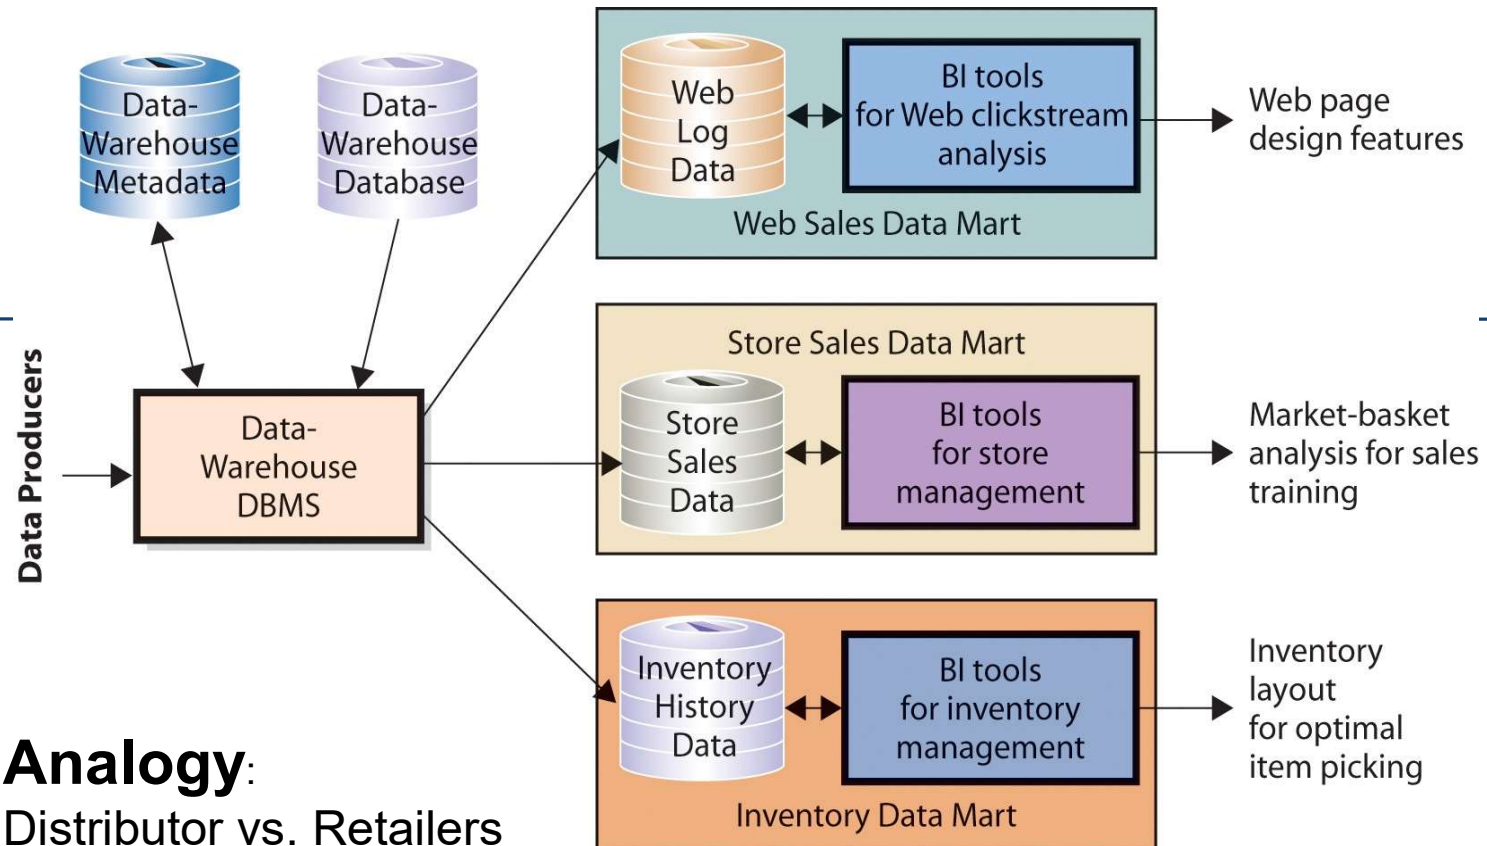 Data-
Warehouse
Metadata
Data-
Warehouse
Database
Data Producers
Data-
Warehouse
DBMS
Web
Log
Data
BI tools
for Web clickstream
analysis
Web Sales Data Mart
Web page
design features
Store Sales Data Mart
Store
Sales
Data
BI tools
for store
management
Market-basket
analysis for sales
training
Inventory
History
Data
BI tools
for inventory
management
Inventory Data Mart
Inventory
layout
for optimal
item picking
Analogy:
Distributor vs. Retailers